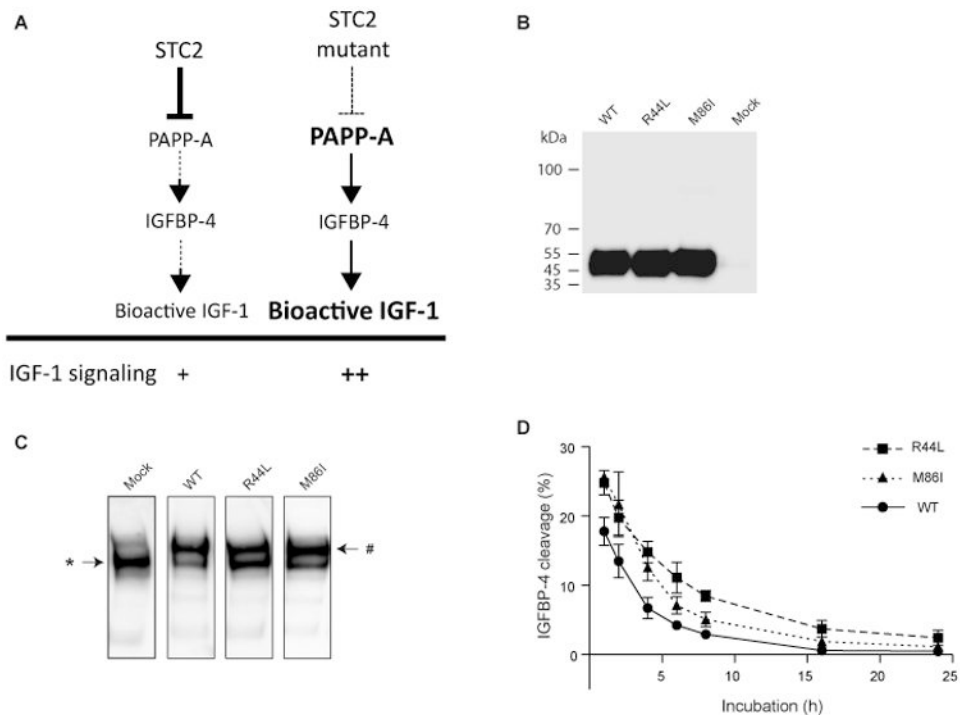 A
STC2
PAPP-A
IGFBP-4
Bioactive IGF-1
STC2
mutant
PAPP-A
IGFBP-4
Bioactive IGF-1
IGF-1 signaling + ++
B
WT R44L M86I Mock
kDa
100
70
55
45
35
C
Mock WT R44L M86I
*
#
D
R44L
M86I
WT
IGFBP-4 cleavage (%)
30
20
10
0
5 10 15 20 25
Incubation (h)